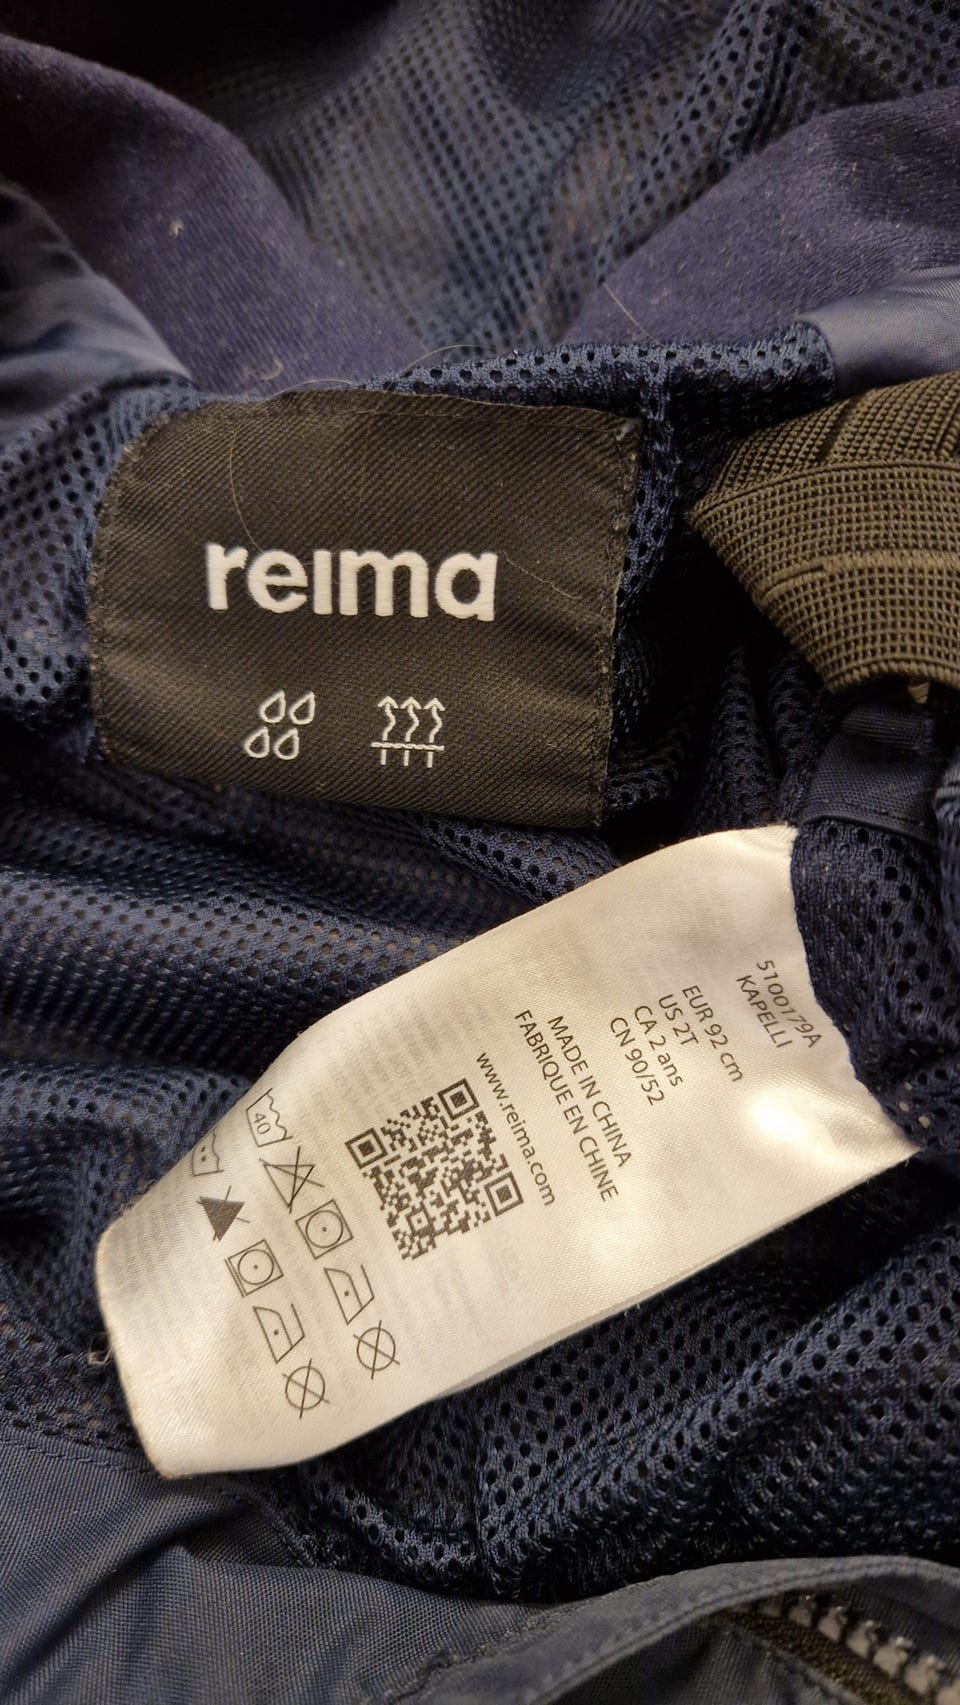 reima
5100179A
KAPELLI
EUR 92 cm
US 2T
CA 2 ans
CN 90/52
MADE IN CHINA
FABRIQUE EN CHINE
www.reima.com
40